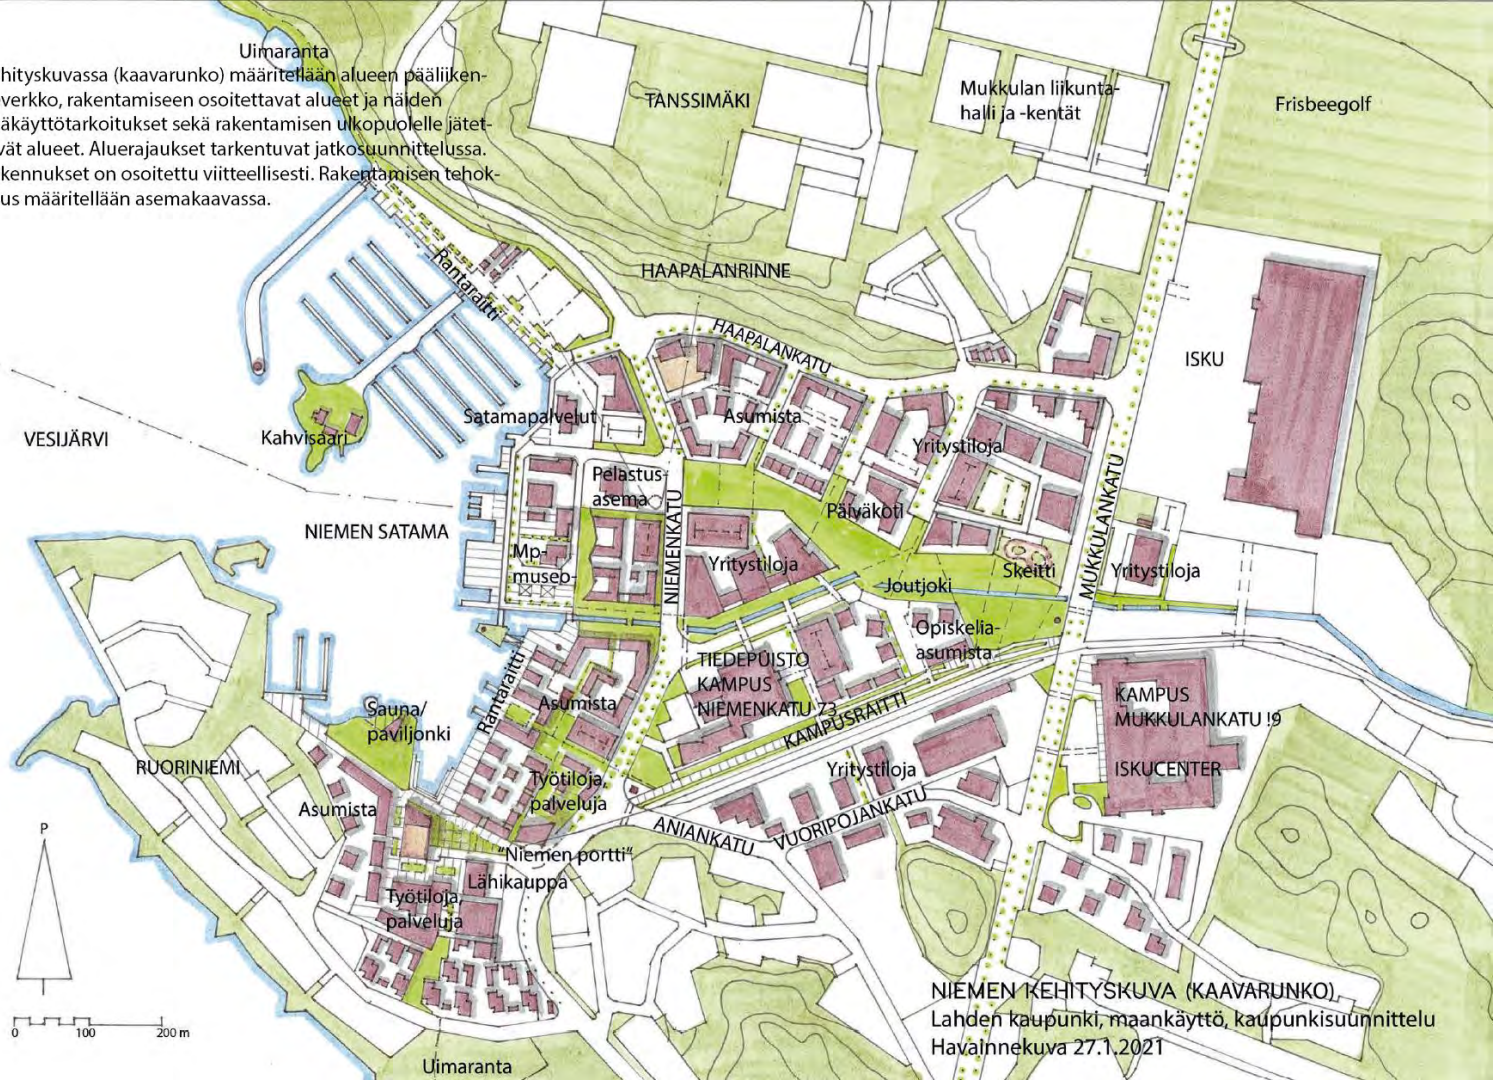 Uimaranta
hityskuvassa (kaavarunko) määritellään alueen pääliiken-
verkko, rakentamiseen osoitettavat alueet ja näiden
äkäyttötarkoitukset sekä rakentamisen ulkopuolelle jätet-
vät alueet. Aluerajaukset tarkentuvat jatkosuunnittelussa.
kennukset on osoitettu viitteellisesti. Rakentamisen tehok-
us määritellään asemakaavassa.
TANSSIMÄKI
Mukkulan liikunta-
halli ja -kentät
Frisbeegolf
HAAPALANRINNE
Rantaraitti
HAAPALANKATU
ISKU
Satamapalvelut
Asumista
Kahvisaari
VESIJÄRVI
Yritystiloja
Pelastus-
asema
NIEMENKATU
Päiväkoti
MUKKULANKATU
NIEMEN SATAMA
Mp-
museo
Yritystiloja
Skeitti
Yritystiloja
Joutjoki
Opiskelia-
asumista
Rantaraitti
TIEDEPUISTO
KAMPUS
NIEMENKATU 73
KAMPUSRAITTI
KAMPUS
MUKKULANKATU !9
ISKUCENTER
Asumista
Sauna/
paviljonki
RUORINIEMI
Asumista
Työtiloja,
palveluja
Yritystiloja
VUORIPOJANKATU
ANIANKATU
"Niemen portti"
Lähikauppa
Työtiloja,
palveluja
P
0 100 200 m
Uimaranta
NIEMEN KEHITYSKUVA (KAAVARUNKO)
Lahden kaupunki, maankäyttö, kaupunkisuunnittelu
Havainnekuva 27.1.2021